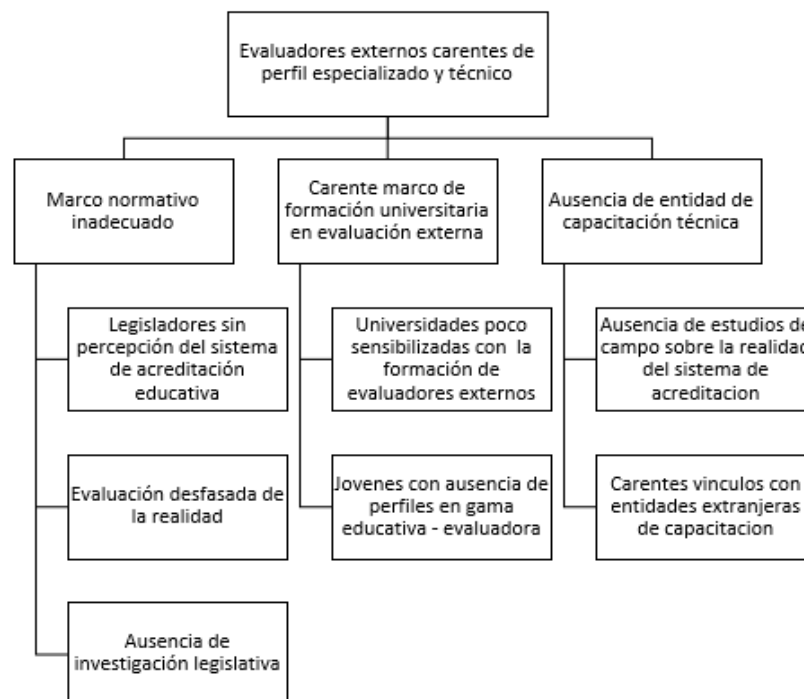 Evaluadores externos carentes de
perfil especializado y técnico
Marco normativo
inadecuado
Carente marco de
formación universitaria
en evaluación externa
Ausencia de entidad de
capacitación técnica
Legisladores sin
percepción del sistema
de acreditación
educativa
Universidades poco
sensibilizadas con la
formación de
evaluadores externos
Ausencia de estudios de
campo sobre la realidad
del sistema de
acreditacion
Evaluación desfasada de
la realidad
Jovenes con ausencia de
perfiles en gama
educativa - evaluadora
Carentes vinculos con
entidades extranjeras
de capacitacion
Ausencia de
investigación legislativa